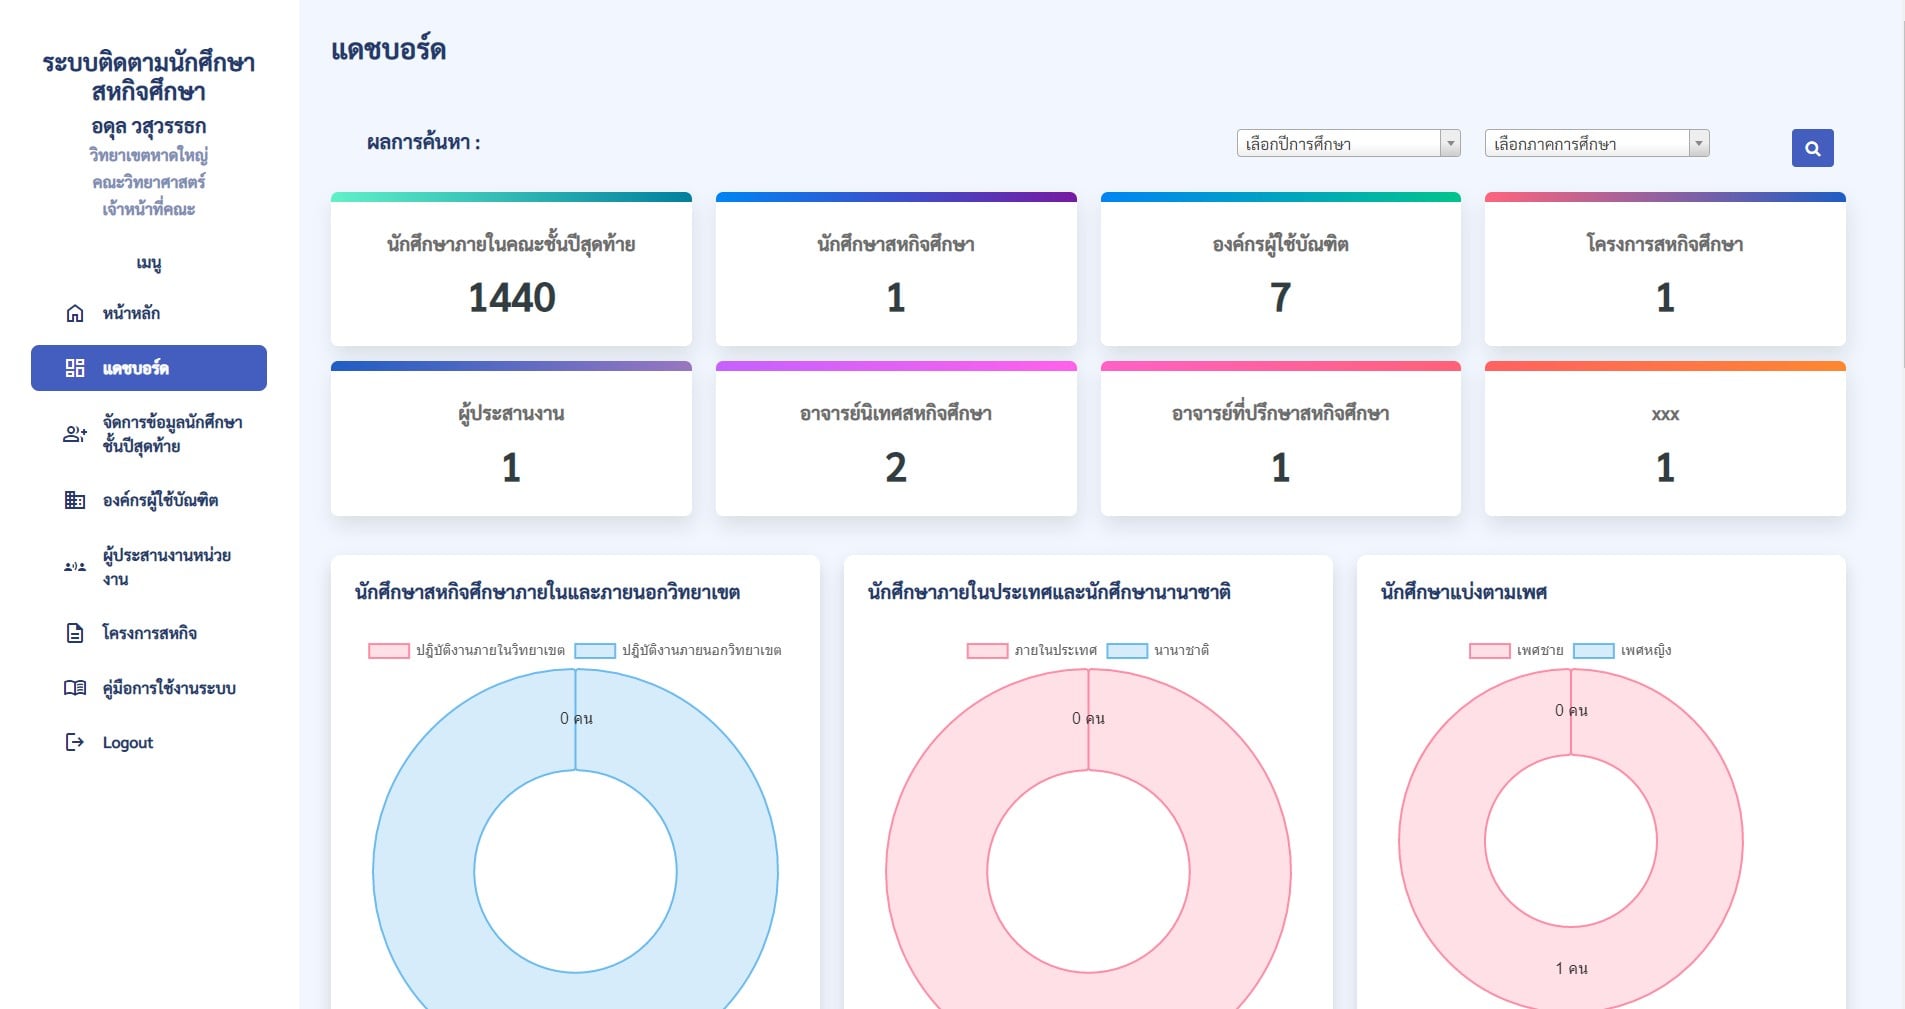 ระบบติดตามนักศึกษา
สหกิจศึกษา
อดุล วสุวรรธก
วิทยาเขตหาดใหญ่
คณะวิทยาศาสตร์
เจ้าหน้าที่คณะ
เมนู
หน้าหลัก
แดชบอร์ด
จัดการข้อมูลนักศึกษา
ชั้นปีสุดท้าย
องค์กรผู้ใช้บัณฑิต
ผู้ประสานงานหน่วย
งาน
โครงการสหกิจ
คู่มือการใช้งานระบบ
Logout
แดชบอร์ด
ผลการค้นหา :
เลือกปีการศึกษา
เลือกภาคการศึกษา
นักศึกษาภายในคณะชั้นปีสุดท้าย
1440
นักศึกษาสหกิจศึกษา
1
องค์กรผู้ใช้บัณฑิต
7
โครงการสหกิจศึกษา
1
ผู้ประสานงาน
1
อาจารย์นิเทศสหกิจศึกษา
2
อาจารย์ที่ปรึกษาสหกิจศึกษา
1
xxx
1
นักศึกษาสหกิจศึกษาภายในและภายนอกวิทยาเขต
ปฎิบัติงานภายในวิทยาเขต
ปฎิบัติงานภายนอกวิทยาเขต
0 คน
นักศึกษาภายในประเทศและนักศึกษานานาชาติ
ภายในประเทศ
นานาชาติ
0 คน
นักศึกษาแบ่งตามเพศ
เพศชาย
เพศหญิง
0 คน
1 คน